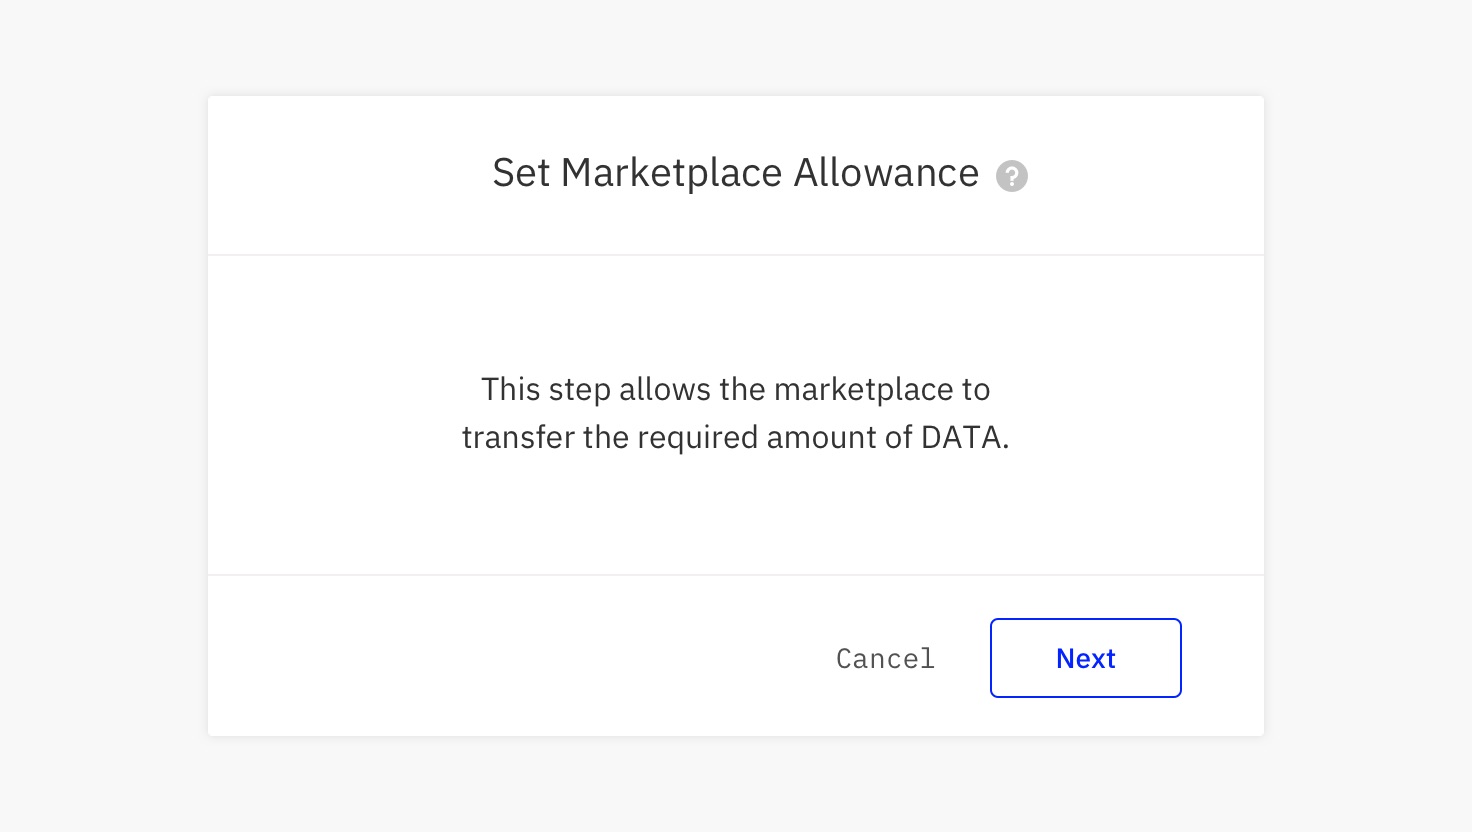 Set Marketplace Allowance ?
This step allows the marketplace to
transfer the required amount of DATA.
Cancel
Next